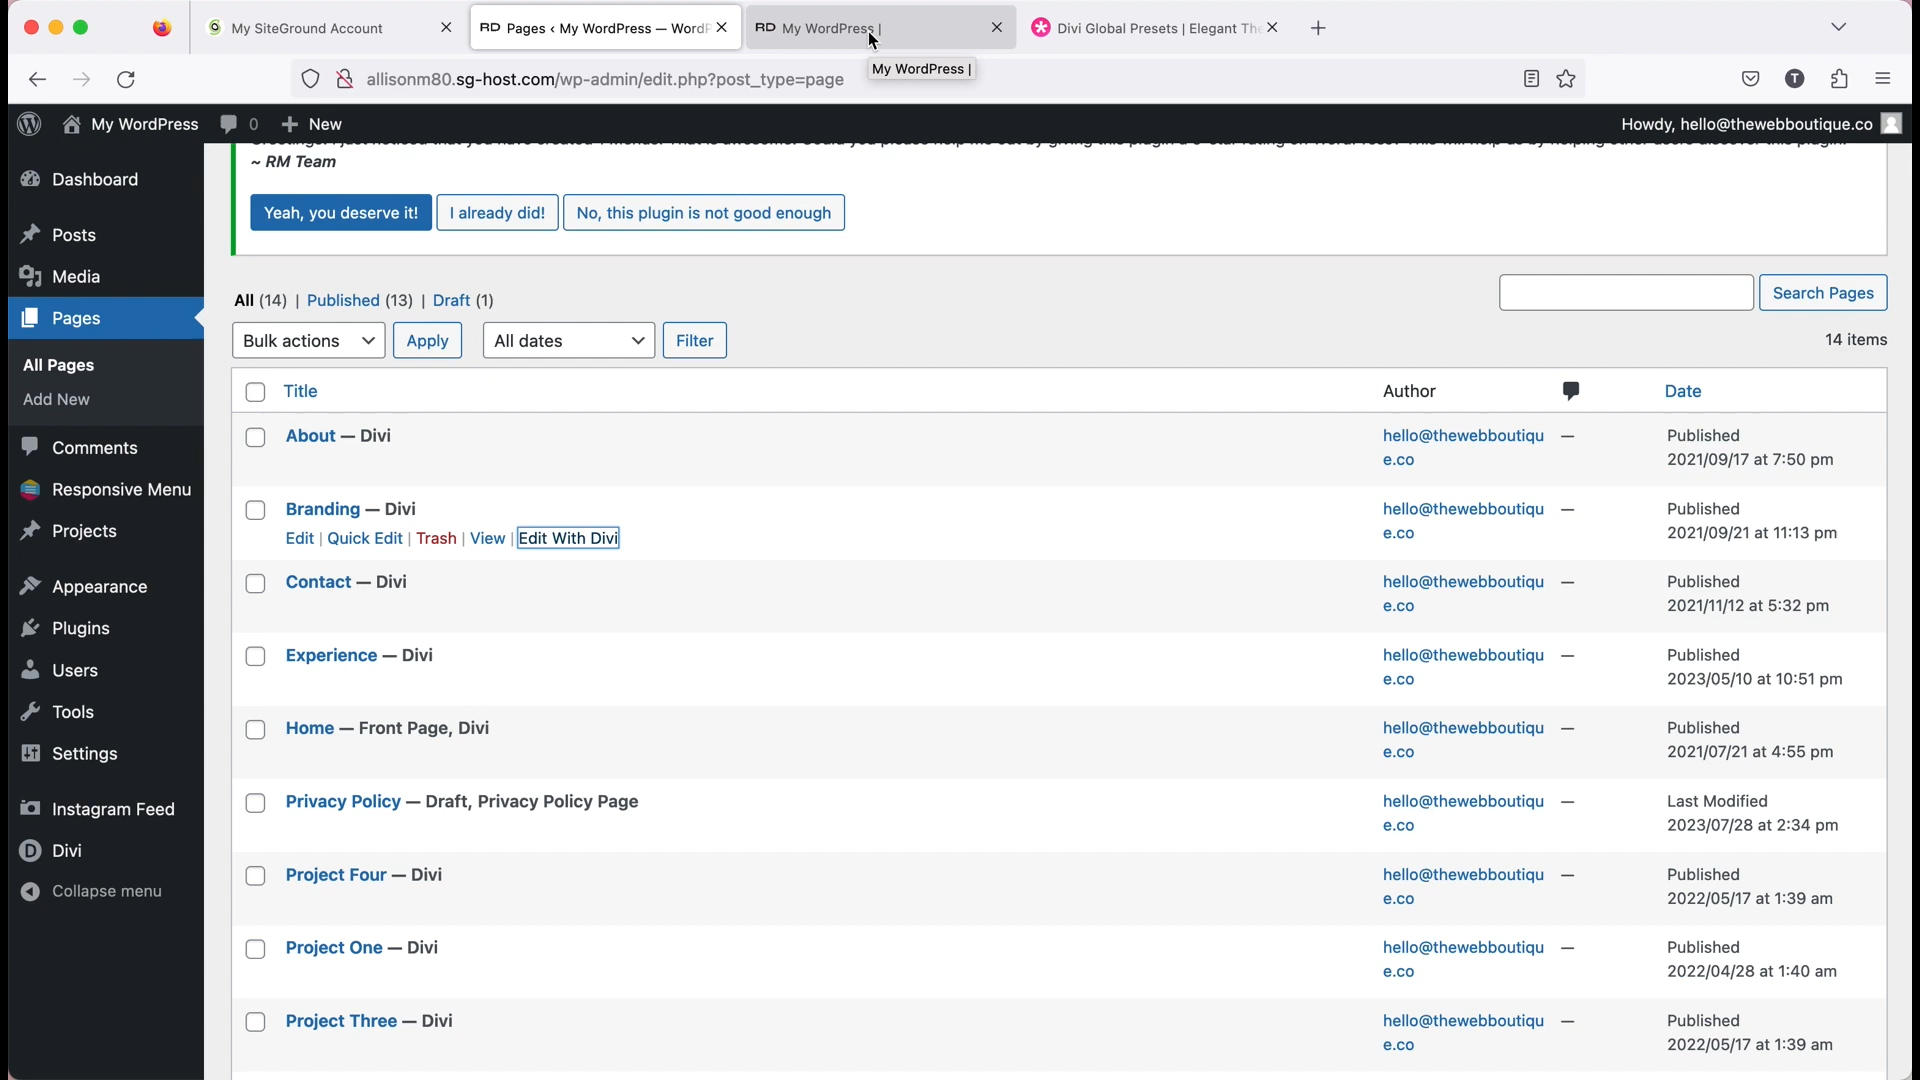 My SiteGround Account
RD Pages ‹ My WordPress — WordP
RD My WordPress |
Divi Global Presets | Elegant The
My WordPress |
allisonm80.sg-host.com/wp-admin/edit.php?post_type=page
T
My WordPress 0 + New
Howdy, hello@thewebboutique.co
~ RM Team
Yeah, you deserve it!
I already did!
No, this plugin is not good enough
Dashboard
Posts
Media
Pages
All Pages
Add New
Comments
Responsive Menu
Projects
Appearance
Plugins
Users
Tools
Settings
Instagram Feed
Divi
Collapse menu
All (14) | Published (13) | Draft (1)
Search Pages
Bulk actions Apply All dates Filter
14 items
Title Author Date
About — Divi
hello@thewebboutiqu
e.co
—
Published
2021/09/17 at 7:50 pm
Branding — Divi
Edit | Quick Edit | Trash | View | Edit With Divi
hello@thewebboutiqu
e.co
—
Published
2021/09/21 at 11:13 pm
Contact — Divi
hello@thewebboutiqu
e.co
—
Published
2021/11/12 at 5:32 pm
Experience — Divi
hello@thewebboutiqu
e.co
—
Published
2023/05/10 at 10:51 pm
Home — Front Page, Divi
hello@thewebboutiqu
e.co
—
Published
2021/07/21 at 4:55 pm
Privacy Policy — Draft, Privacy Policy Page
hello@thewebboutiqu
e.co
—
Last Modified
2023/07/28 at 2:34 pm
Project Four — Divi
hello@thewebboutiqu
e.co
—
Published
2022/05/17 at 1:39 am
Project One — Divi
hello@thewebboutiqu
e.co
—
Published
2022/04/28 at 1:40 am
Project Three — Divi
hello@thewebboutiqu
e.co
—
Published
2022/05/17 at 1:39 am